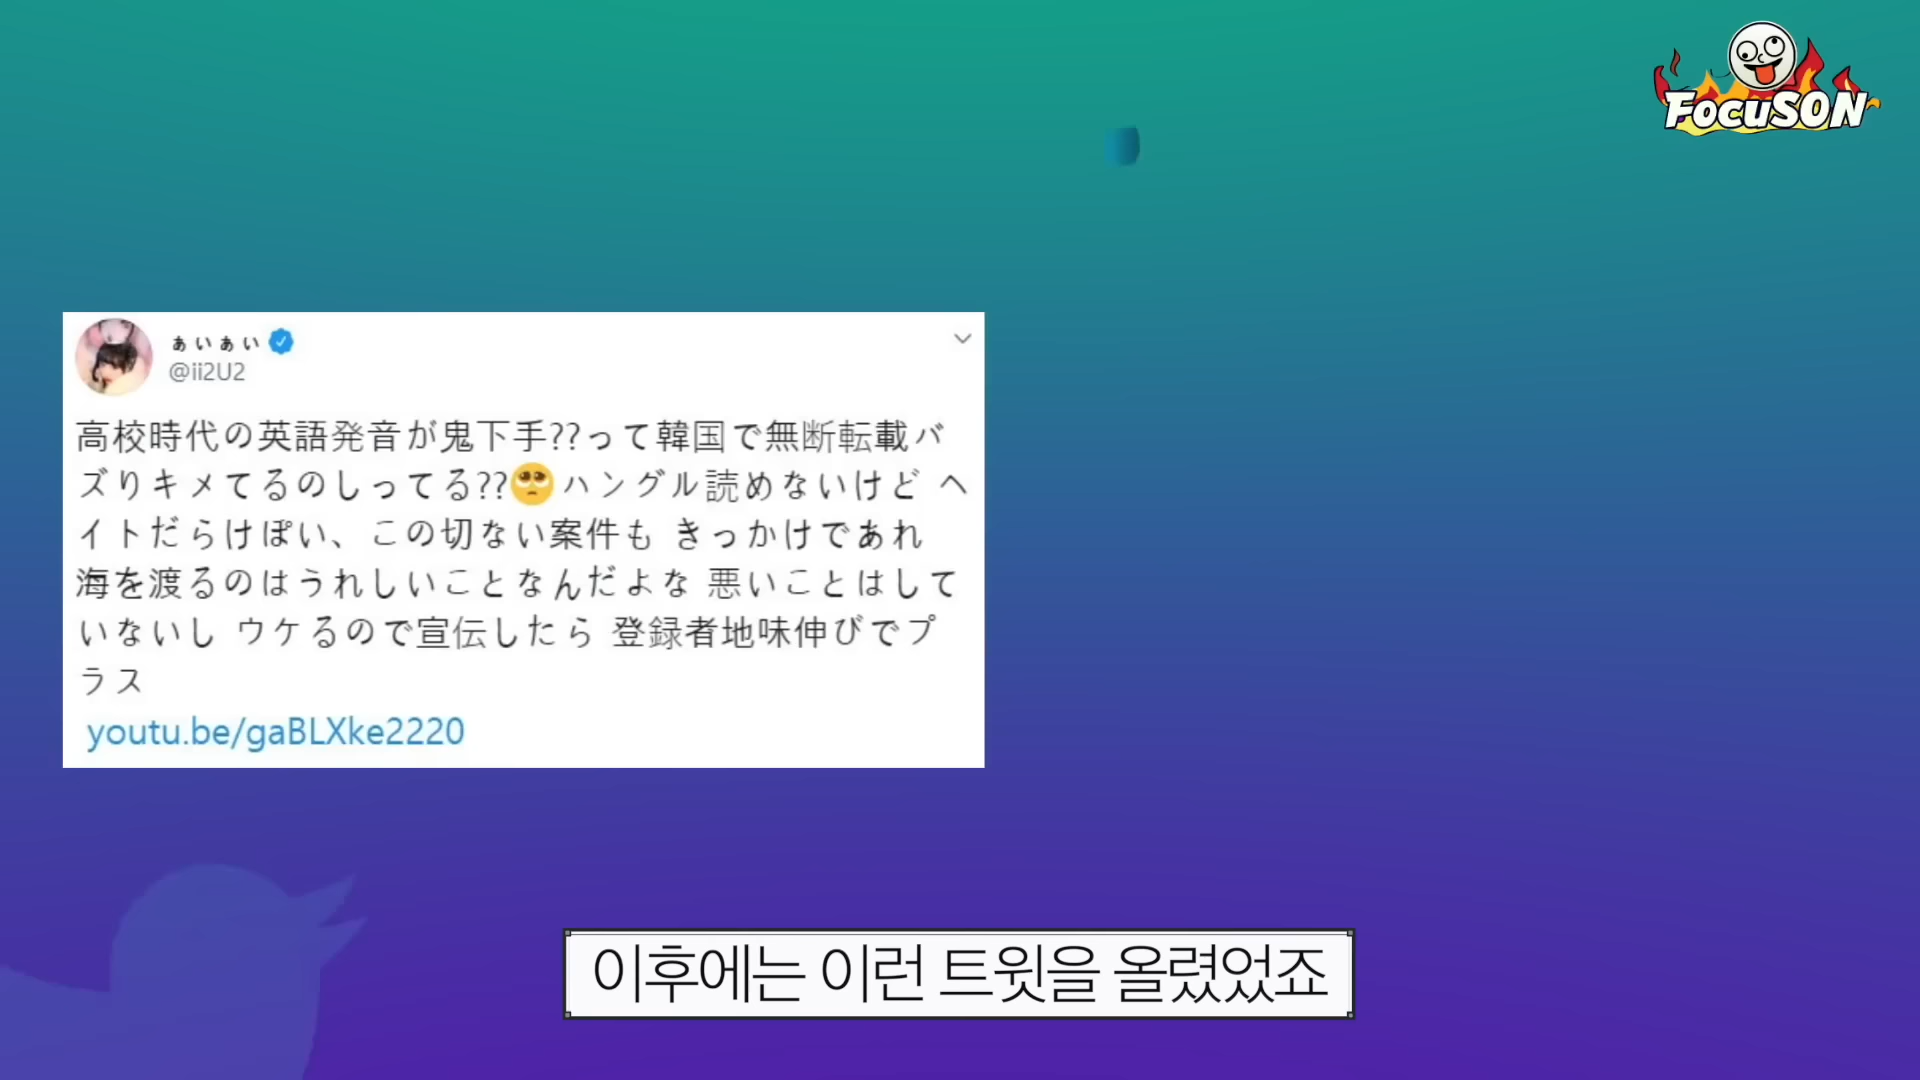 FocuSON
ぁぃぁぃ
@ii2U2
高校時代の英語発音が鬼下手??って韓国で無断転載バ
ズりキメてるのしってる??🥺ハングル読めないけど ヘ
イトだらけぽい、この切ない案件も きっかけであれ
海を渡るのはうれしいことなんだよな 悪いことはして
いないし ウケるので宣伝したら 登録者地味伸びでプ
ラス
youtu.be/gaBLXke2220
이후에는 이런 트윗을 올렸었죠